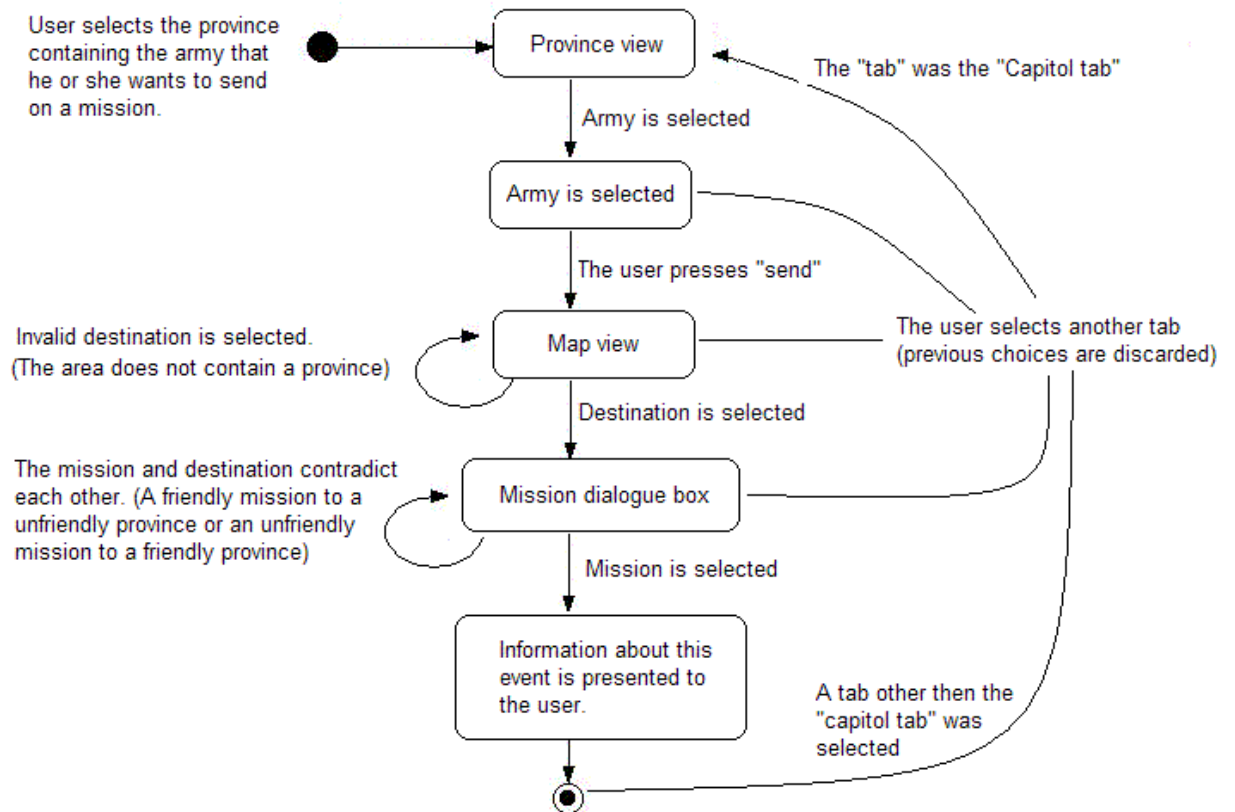 User selects the province
containing the army that
he or she wants to send
on a mission.
Province view
The "tab" was the "Capitol tab"
Army is selected
Army is selected
The user presses "send"
Invalid destination is selected.
(The area does not contain a province)
Map view
The user selects another tab
(previous choices are discarded)
Destination is selected
The mission and destination contradict
each other. (A friendly mission to a
unfriendly province or an unfriendly
mission to a friendly province)
Mission dialogue box
Mission is selected
Information about this
event is presented to
the user.
A tab other then the
"capitol tab" was
selected